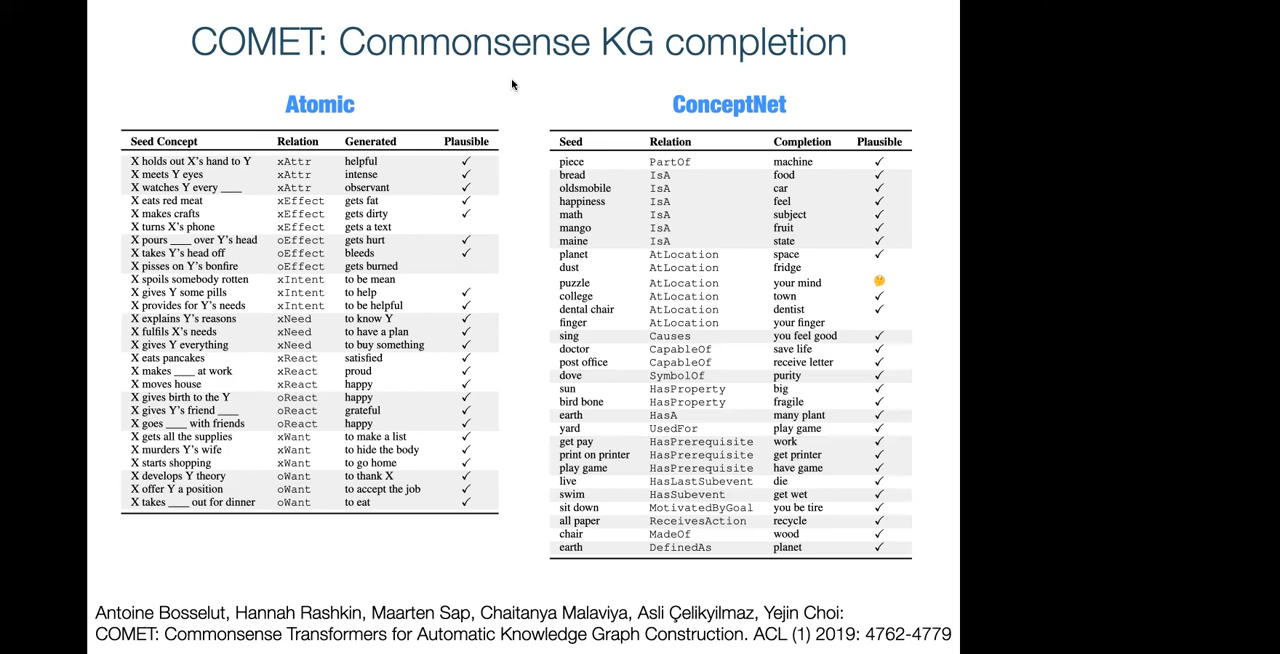 COMET: Commonsense KG completion
Atomic
Seed Concept Relation Generated Plausible
X holds out X's hand to Y xAttr helpful ✓
X meets Y eyes xAttr intense ✓
X watches Y every ____ xAttr observant ✓
X eats red meat xEffect gets fat ✓
X makes crafts xEffect gets dirty ✓
X turns X's phone xEffect gets a text
X pours ____ over Y's head oEffect gets hurt ✓
X takes Y's head off oEffect bleeds ✓
X pisses on Y's bonfire oEffect gets burned
X spoils somebody rotten xIntent to be mean
X gives Y some pills xIntent to help ✓
X provides for Y's needs xIntent to be helpful ✓
X explains Y's reasons xNeed to know Y ✓
X fulfils X's needs xNeed to have a plan ✓
X gives Y everything xNeed to buy something ✓
X eats pancakes xReact satisfied ✓
X makes ____ at work xReact proud ✓
X moves house xReact happy ✓
X gives birth to the Y oReact happy ✓
X gives Y's friend ____ oReact grateful ✓
X goes ____ with friends oReact happy ✓
X gets all the supplies xWant to make a list ✓
X murders Y's wife xWant to hide the body ✓
X starts shopping xWant to go home ✓
X develops Y theory oWant to thank X ✓
X offer Y a position oWant to accept the job ✓
X takes ____ out for dinner oWant to eat ✓
ConceptNet
Seed Relation Completion Plausible
piece PartOf machine ✓
bread IsA food ✓
oldsmobile IsA car ✓
happiness IsA feel ✓
math IsA subject ✓
mango IsA fruit ✓
maine IsA state ✓
planet AtLocation space ✓
dust AtLocation fridge
puzzle AtLocation your mind 🤔
college AtLocation town ✓
dental chair AtLocation dentist ✓
finger AtLocation your finger
sing Causes you feel good ✓
doctor CapableOf save life ✓
post office CapableOf receive letter ✓
dove SymbolOf purity ✓
sun HasProperty big ✓
bird bone HasProperty fragile ✓
earth HasA many plant ✓
yard UsedFor play game ✓
get pay HasPrerequisite work ✓
print on printer HasPrerequisite get printer ✓
play game HasPrerequisite have game ✓
live HasLastSubevent die ✓
swim HasSubevent get wet ✓
sit down MotivatedByGoal you be tire ✓
all paper ReceivesAction recycle ✓
chair MadeOf wood ✓
earth DefinedAs planet ✓
Antoine Bosselut, Hannah Rashkin, Maarten Sap, Chaitanya Malaviya, Asli Çelikyilmaz, Yejin Choi:
COMET: Commonsense Transformers for Automatic Knowledge Graph Construction. ACL (1) 2019: 4762-4779